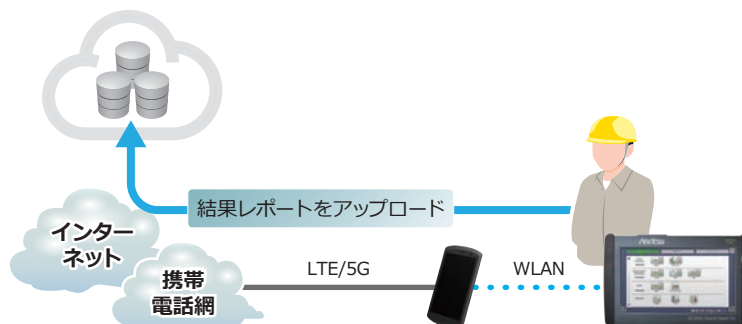 結果レポートをアップロード
インター
ネット
携帯
電話網
LTE/5G
WLAN
Anritsu